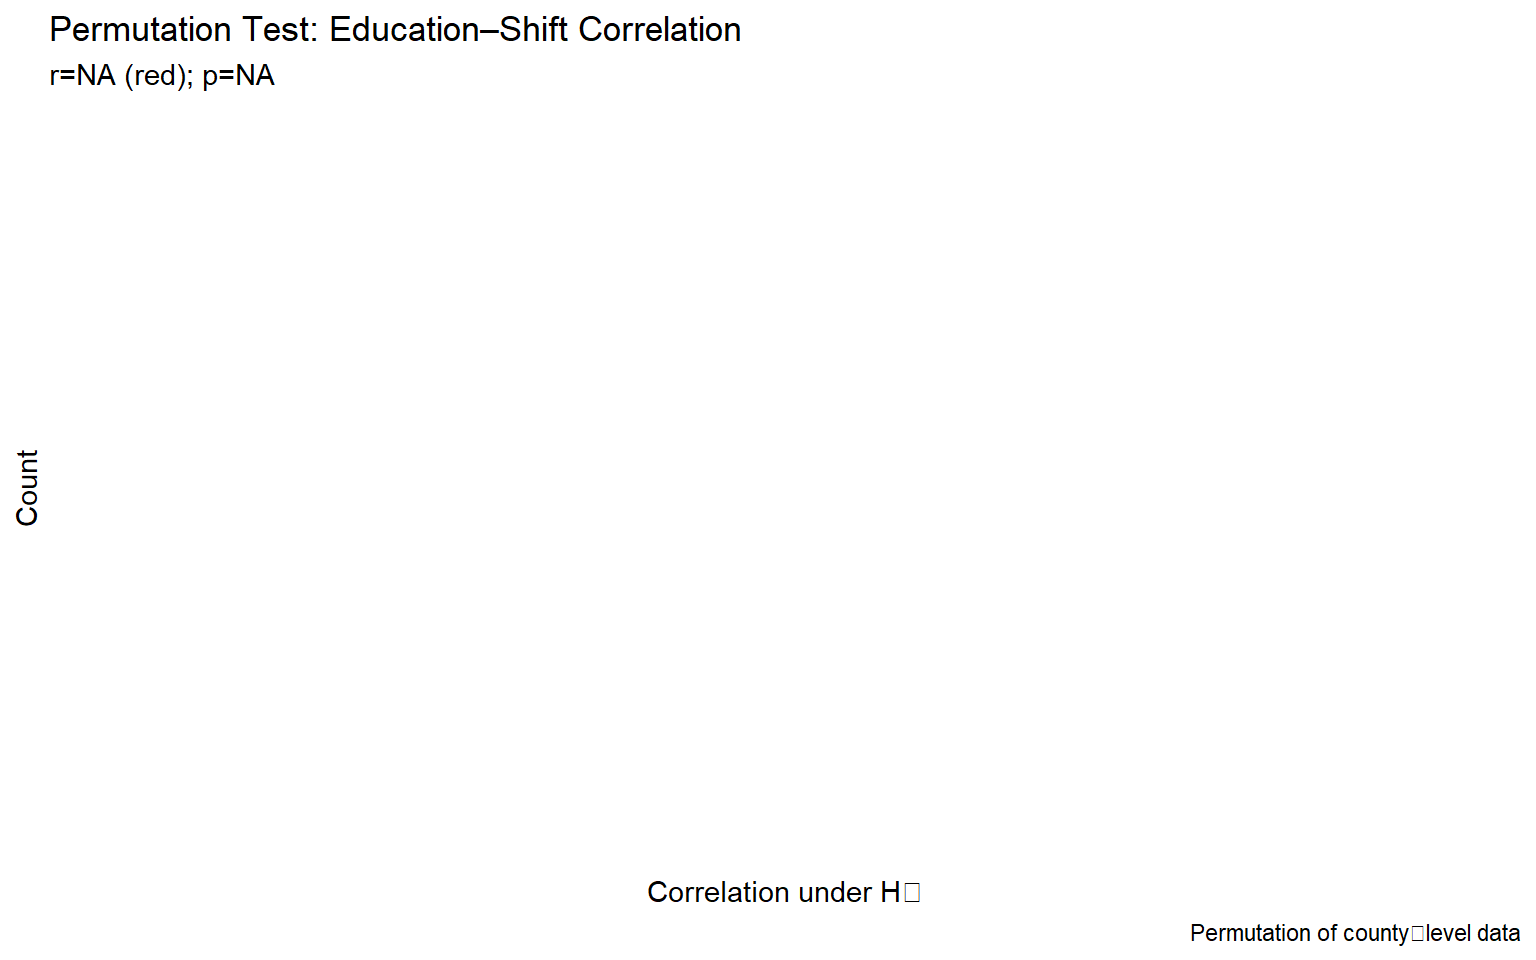 Permutation Test: Education–Shift Correlation
r=NA (red); p=NA
Count
Correlation under H□
Permutation of county□level data